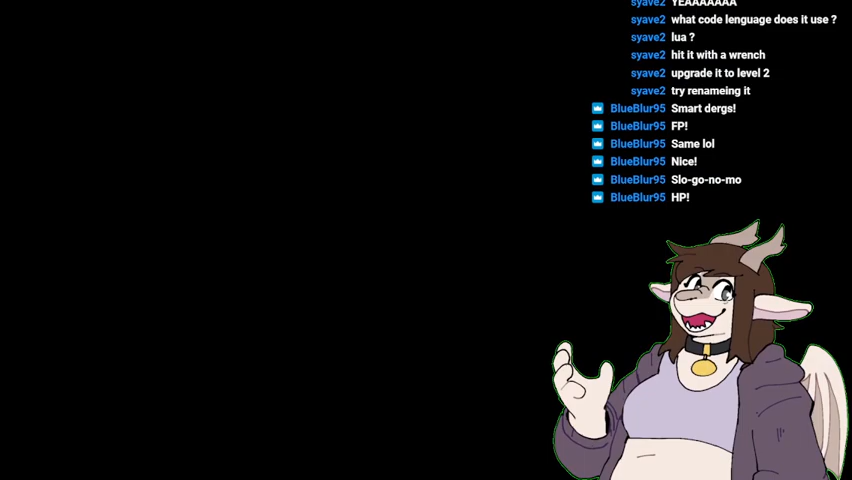 syave2 YEAAAAAAA
syave2 what code lenguage does it use ?
syave2 lua ?
syave2 hit it with a wrench
syave2 upgrade it to level 2
syave2 try renameing it
BlueBlur95 Smart dergs!
BlueBlur95 FP!
BlueBlur95 Same lol
BlueBlur95 Nice!
BlueBlur95 Slo-go-no-mo
BlueBlur95 HP!